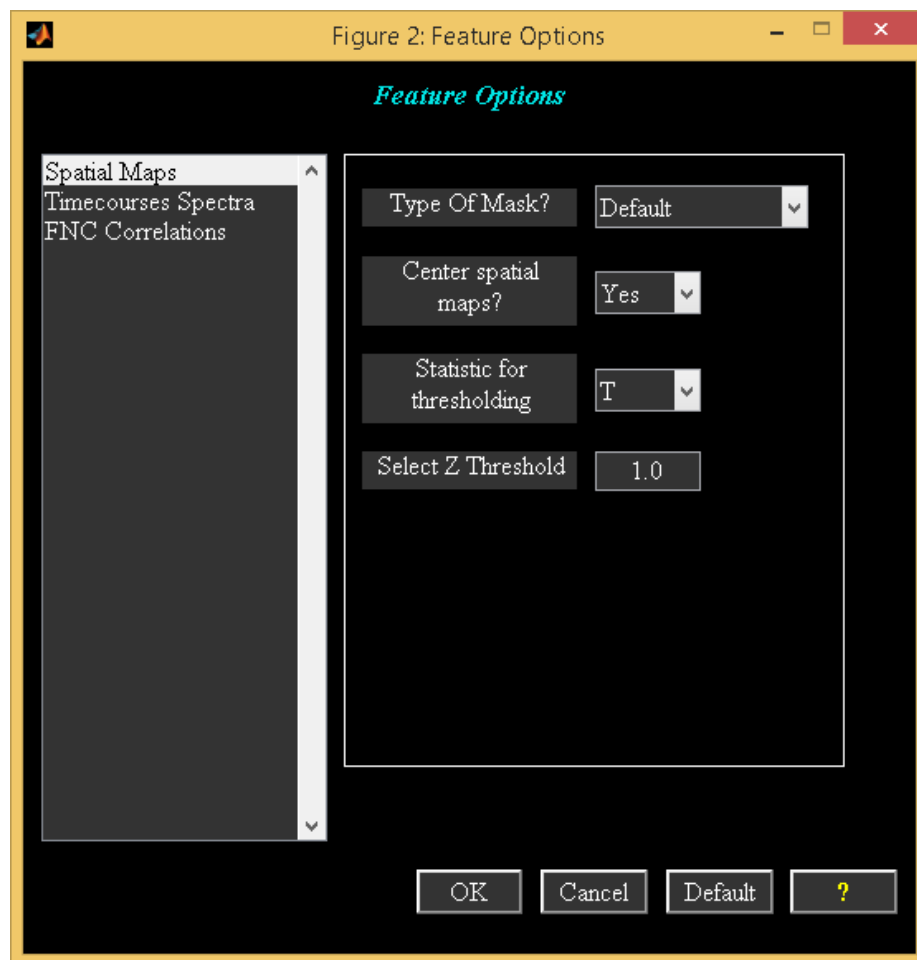 Figure 2: Feature Options
Feature Options
Spatial Maps
Timecourses Spectra
FNC Correlations
Type Of Mask?
Default
Center spatial
maps?
Yes
Statistic for
thresholding
T
Select Z Threshold
1.0
OK
Cancel
Default
?